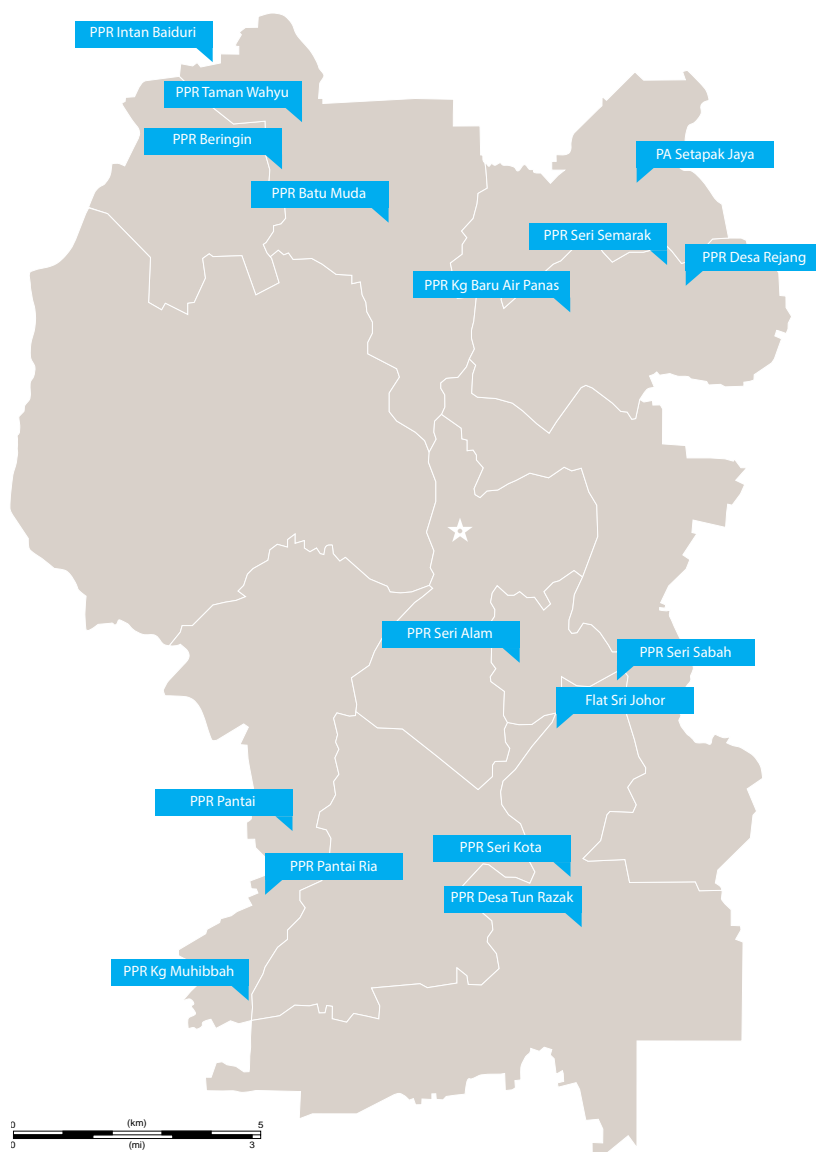 PPR Intan Baiduri
PPR Taman Wahyu
PPR Beringin
PA Setapak Jaya
PPR Batu Muda
PPR Seri Semarak
PPR Desa Rejang
PPR Kg Baru Air Panas
PPR Seri Alam
PPR Seri Sabah
Flat Sri Johor
PPR Pantai
PPR Seri Kota
PPR Pantai Ria
PPR Desa Tun Razak
PPR Kg Muhibbah
0 (km) 5
0 (mi) 3